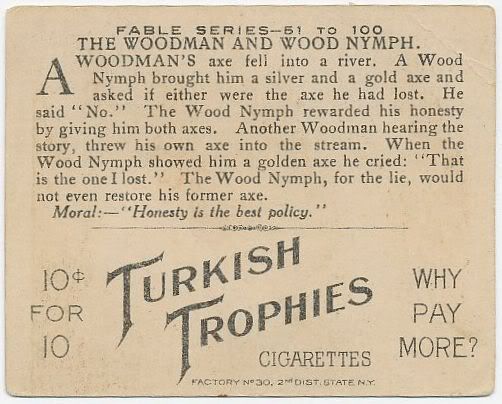 FABLE SERIES-51 TO 100
THE WOODMAN AND WOOD NYMPH.
A WOODMAN'S axe fell into a river. A Wood
Nymph brought him a silver and a gold axe and
asked if either were the axe he had lost. He
said "No." The Wood Nymph rewarded his honesty
by giving him both axes. Another Woodman hearing the
story, threw his own axe into the stream. When the
Wood Nymph showed him a golden axe he cried: "That
is the one I lost." The Wood Nymph, for the lie, would
not even restore his former axe.
Moral:—"Honesty is the best policy."
10¢
FOR
10
TURKISH
TROPHIES
CIGARETTES
WHY
PAY
MORE?
FACTORY Nº 30, 2ND DIST. STATE N.Y.